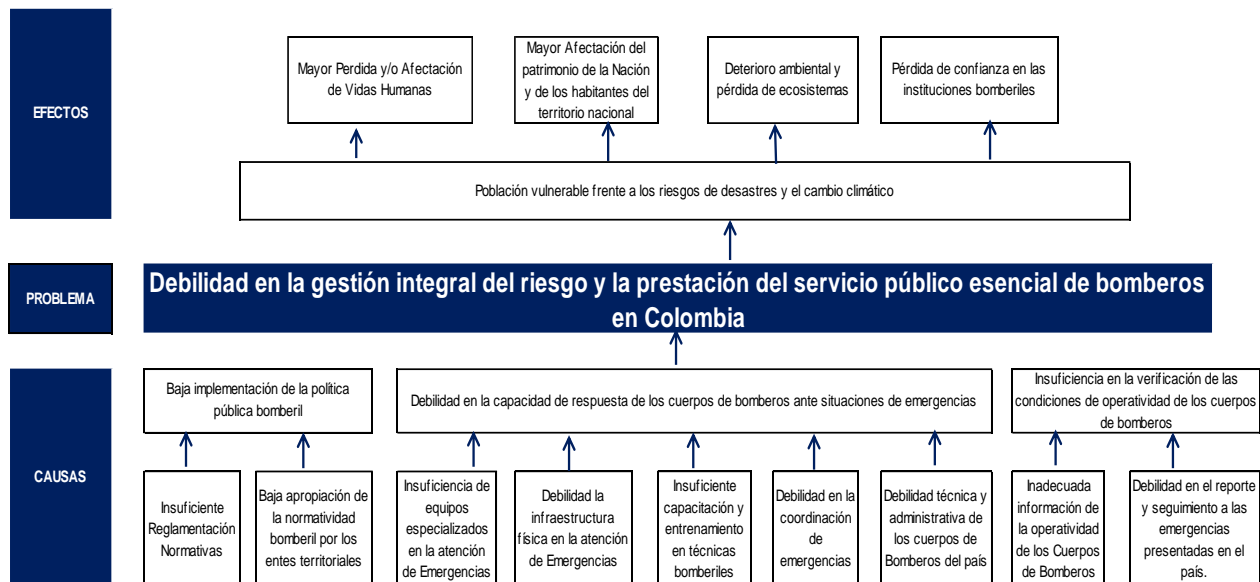 EFECTOS
Mayor Perdida y/o Afectación
de Vidas Humanas
Mayor Afectación del
patrimonio de la Nación
y de los habitantes del
territorio nacional
Deterioro ambiental y
pérdida de ecosistemas
Pérdida de confianza en las
instituciones bomberiles
Población vulnerable frente a los riesgos de desastres y el cambio climático
PROBLEMA
Debilidad en la gestión integral del riesgo y la prestación del servicio público esencial de bomberos
en Colombia
CAUSAS
Baja implementación de la política
pública bomberil
Debilidad en la capacidad de respuesta de los cuerpos de bomberos ante situaciones de emergencias
Insuficiencia en la verificación de las
condiciones de operatividad de los cuerpos
de bomberos
Insuficiente
Reglamentación
Normativas
Baja apropiación de
la normatividad
bomberil por los
entes territoriales
Insuficiencia de
equipos
especializados
en la atención
de Emergencias
Debilidad la
infraestructura
física en la atención
de Emergencias
Insuficiente
capacitación y
entrenamiento
en técnicas
bomberiles
Debilidad en la
coordinación
de
emergencias
Debilidad técnica y
administrativa de
los cuerpos de
Bomberos del país
Inadecuada
información de
la operatividad
de los Cuerpos
de Bomberos
Debilidad en el reporte
y seguimiento a las
emergencias
presentadas en el
país.